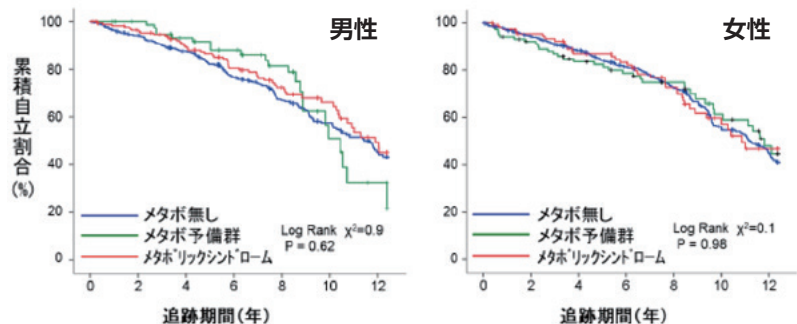 男性
累積自立割合(%)
100
80
60
40
20
0
メタボ無し
メタボ予備群
メタボリックシンドローム
Log Rank χ²=0.9
P = 0.62
0 2 4 6 8 10 12
追跡期間(年)
女性
100
80
60
40
20
0
メタボ無し
メタボ予備群
メタボリックシンドローム
Log Rank χ²=0.1
P = 0.98
0 2 4 6 8 10 12
追跡期間(年)